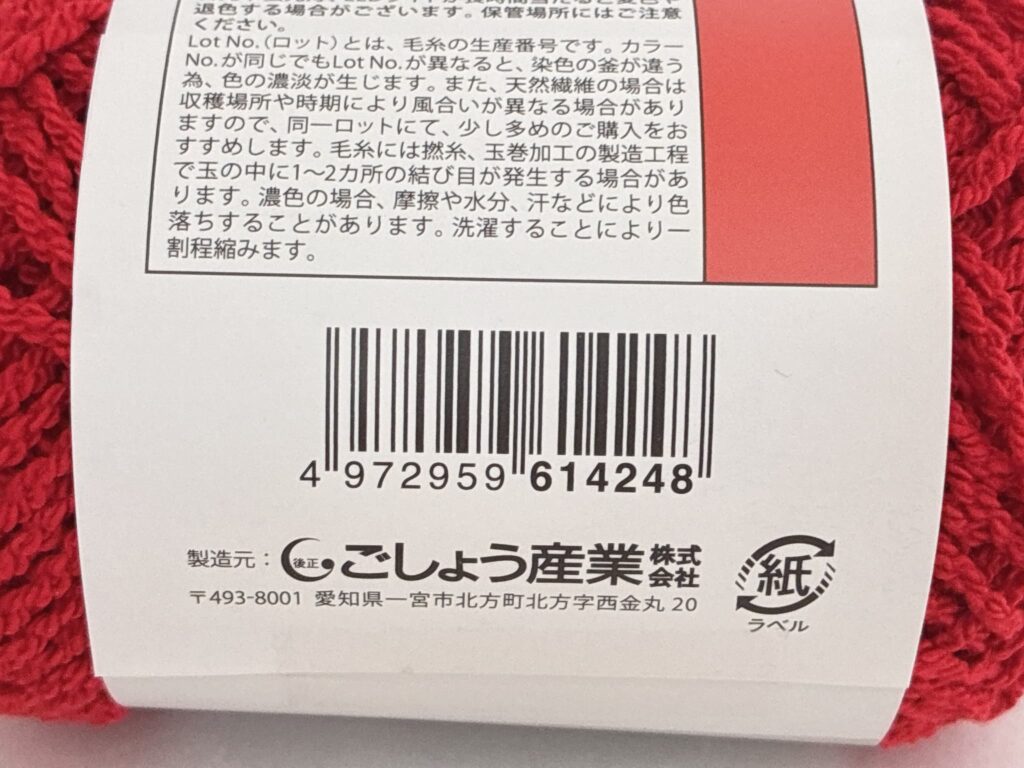 退色する場合がございます。保管場所にはご注意
ください。
Lot No.（ロット）とは、毛糸の生産番号です。カラー
No.が同じでもLot No.が異なると、染色の釜が違う
為、色の濃淡が生じます。また、天然繊維の場合は
収穫場所や時期により風合いが異なる場合があり
ますので、同一ロットにて、少し多めのご購入をお
すすめします。毛糸には撚糸、玉巻加工の製造工程
で玉の中に1〜2カ所の結び目が発生する場合があ
ります。濃色の場合、摩擦や水分、汗などにより色
落ちすることがあります。洗濯することにより一
割程縮みます。
4 972959 614248
製造元：後正 ごしょう産業株式会社
〒493-8001 愛知県一宮市北方町北方字西金丸 20
紙
ラベル